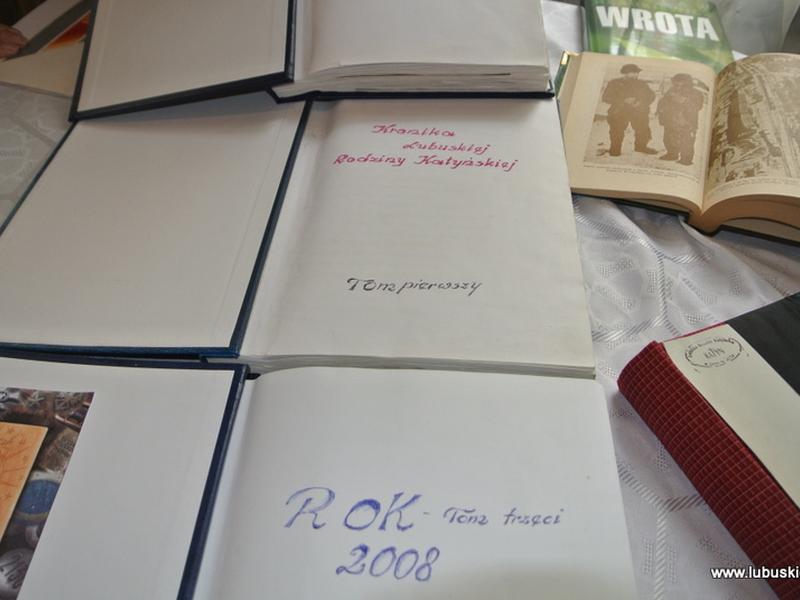 WROTA
Kronika
Lubuskiej
Rodziny Katyńskiej
Tom pierwszy
ROK - Tom trzeci
2008
www.lubuski